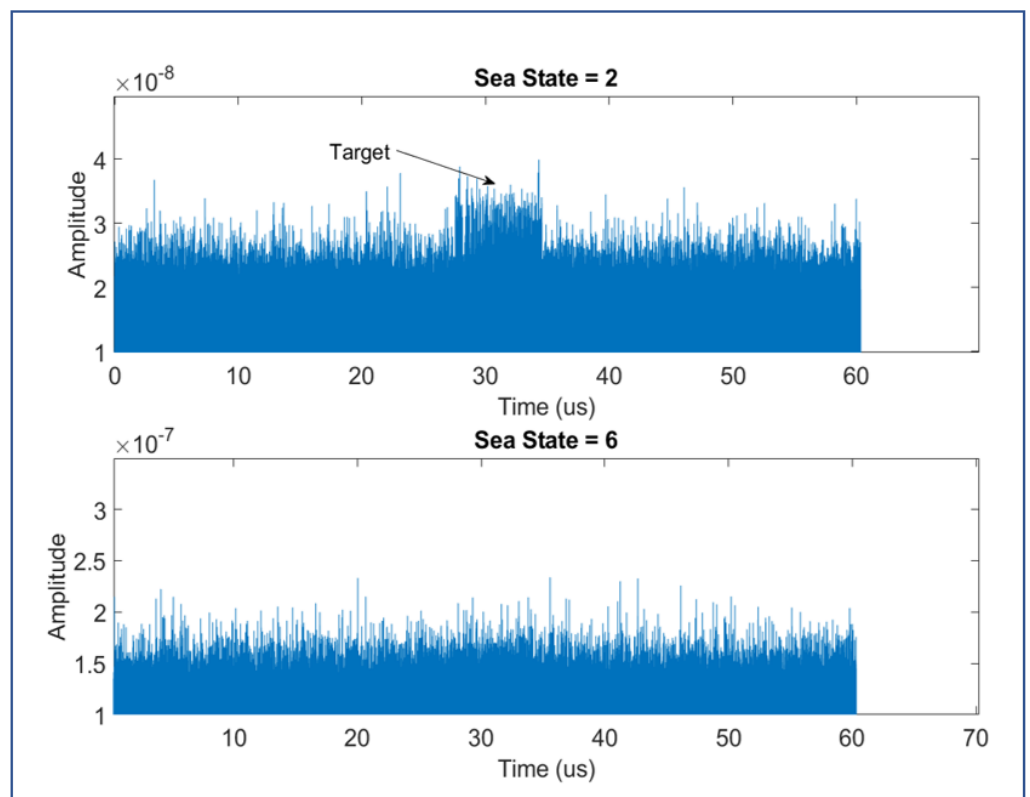 ×10-8
Sea State = 2
Target
Amplitude
4
3
2
1
0 10 20 30 40 50 60
Time (us)
×10-7
Sea State = 6
Amplitude
3
2.5
2
1.5
1
10 20 30 40 50 60 70
Time (us)